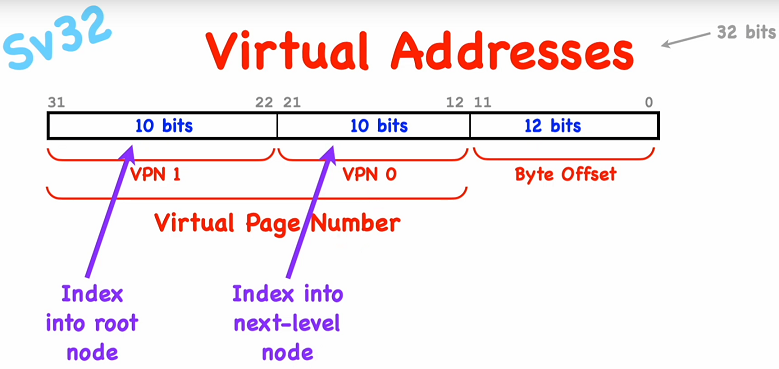 Sv32
Virtual Addresses
32 bits
31 22 21 12 11 0
10 bits 10 bits 12 bits
VPN 1 VPN 0 Byte Offset
Virtual Page Number
Index
into root
node
Index into
next-level
node